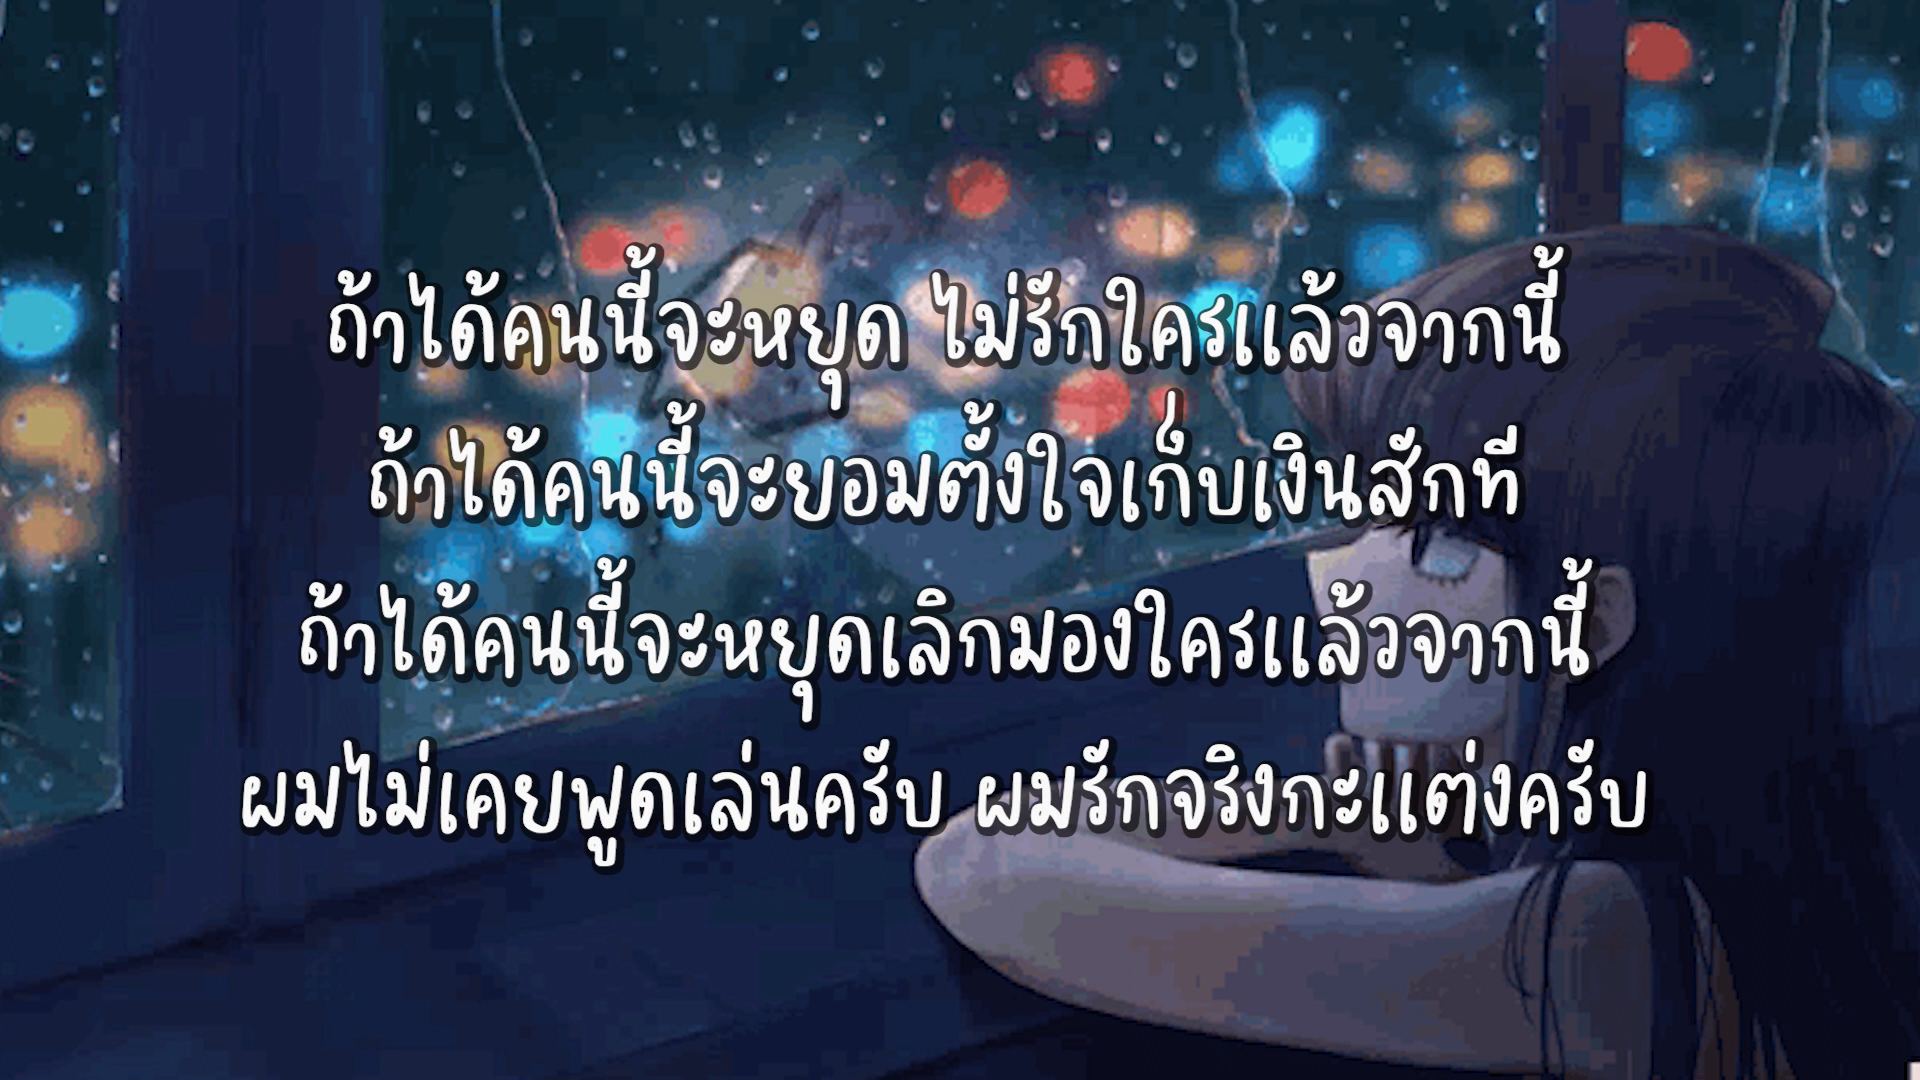 ถ้าได้คนนี้จะหยุด ไม่รักใครแล้วจากนี้
ถ้าได้คนนี้จะยอมตั้งใจเก็บเงินสักที
ถ้าได้คนนี้จะหยุดเลิกมองใครแล้วจากนี้
ผมไม่เคยพูดเล่นครับ ผมรักจริงกะแต่งครับ